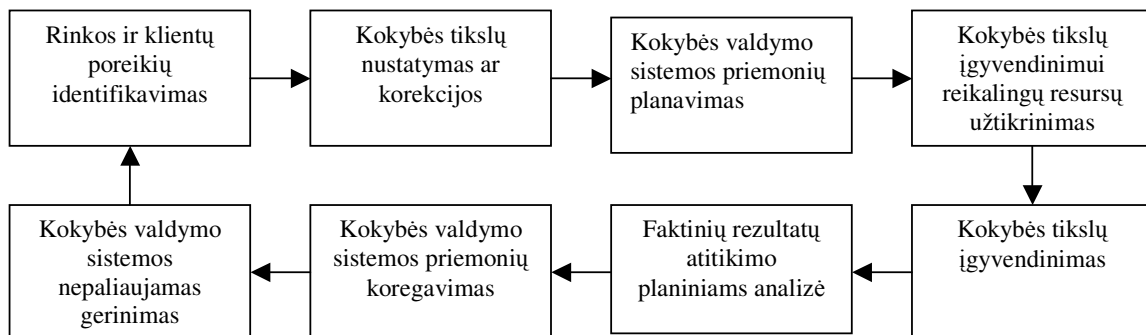 Rinkos ir klientų
poreikių
identifikavimas
Kokybės tikslų
nustatymas ar
korekcijos
Kokybės valdymo
sistemos priemonių
planavimas
Kokybės tikslų
įgyvendinimui
reikalingų resursų
užtikrinimas
Kokybės tikslų
įgyvendinimas
Faktinių rezultatų
atitikimo
planiniams analizė
Kokybės valdymo
sistemos priemonių
koregavimas
Kokybės valdymo
sistemos
nepaliaujamas
gerinimas